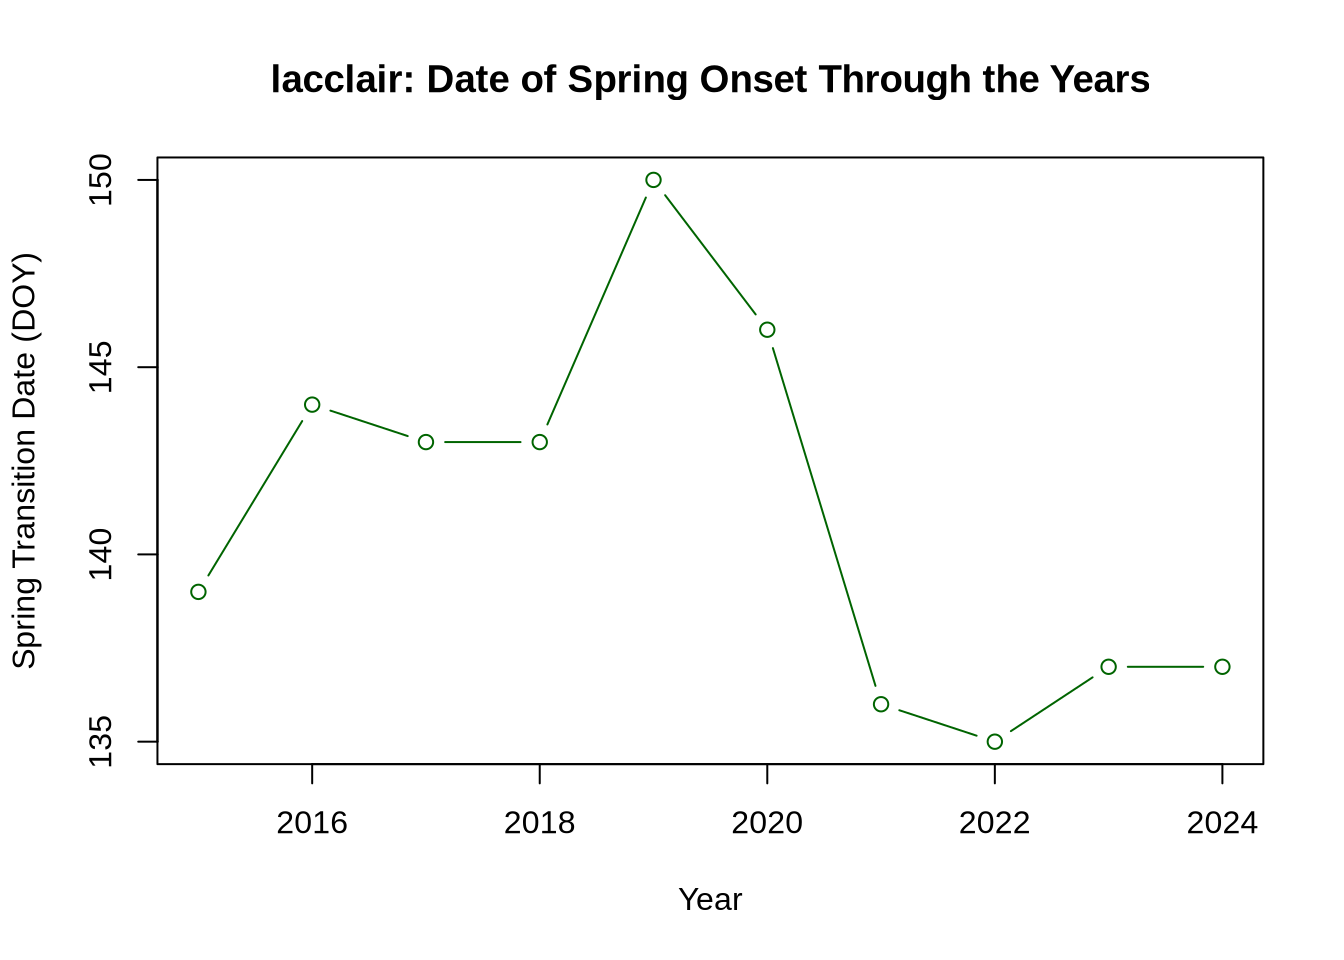 lacclair: Date of Spring Onset Through the Years
Spring Transition Date (DOY)
150
145
140
135
2016 2018 2020 2022 2024
Year